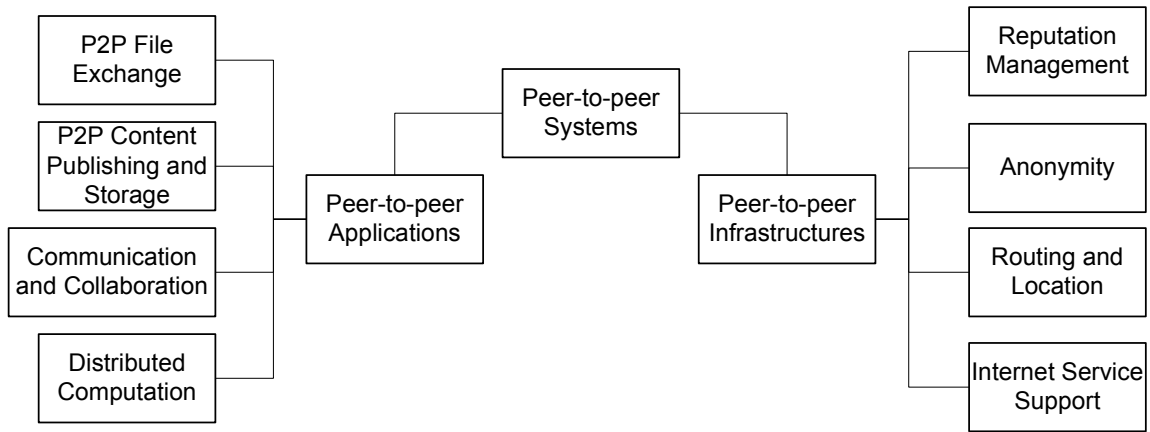 Peer-to-peer
Systems
Peer-to-peer
Applications
P2P File
Exchange
P2P Content
Publishing and
Storage
Communication
and Collaboration
Distributed
Computation
Peer-to-peer
Infrastructures
Reputation
Management
Anonymity
Routing and
Location
Internet Service
Support